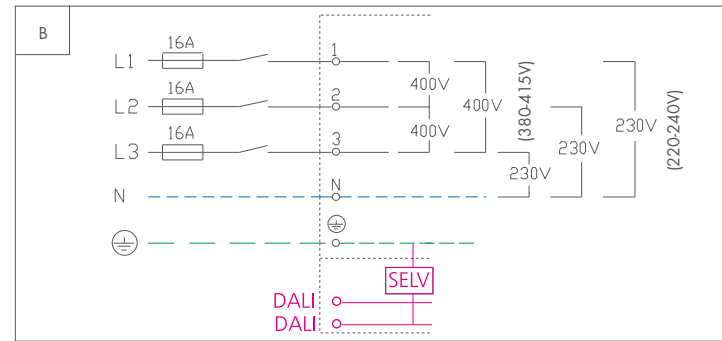 B
L1 16A 1
400V
L2 16A 2
400V
400V
L3 16A 3
230V
230V
230V
(380-415V)
(220-240V)
N N
SELV
DALI
DALI